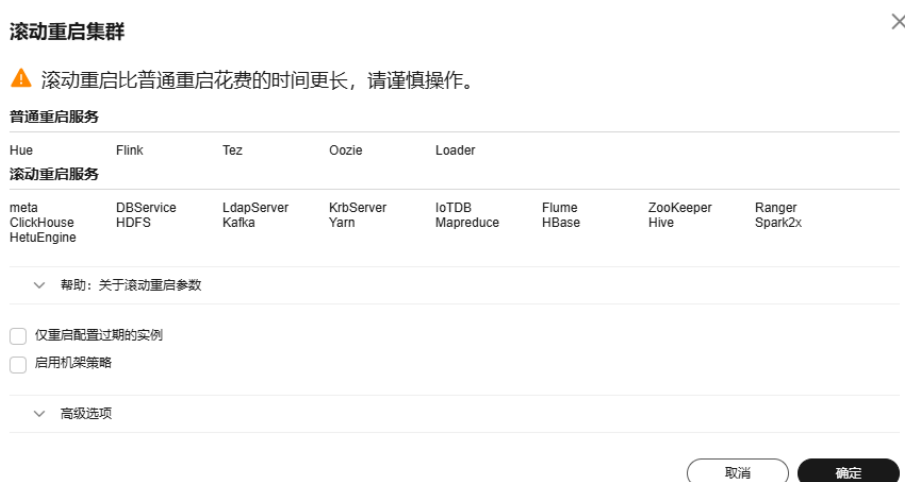 滚动重启集群
滚动重启比普通重启花费的时间更长，请谨慎操作。
普通重启服务
Hue Flink Tez Oozie Loader
滚动重启服务
meta DBService LdapServer KrbServer IoTDB Flume ZooKeeper Ranger
ClickHouse HDFS Kafka Yarn Mapreduce HBase Hive Spark2x
HetuEngine
帮助：关于滚动重启参数
仅重启配置过期的实例
启用机架策略
高级选项
取消 确定